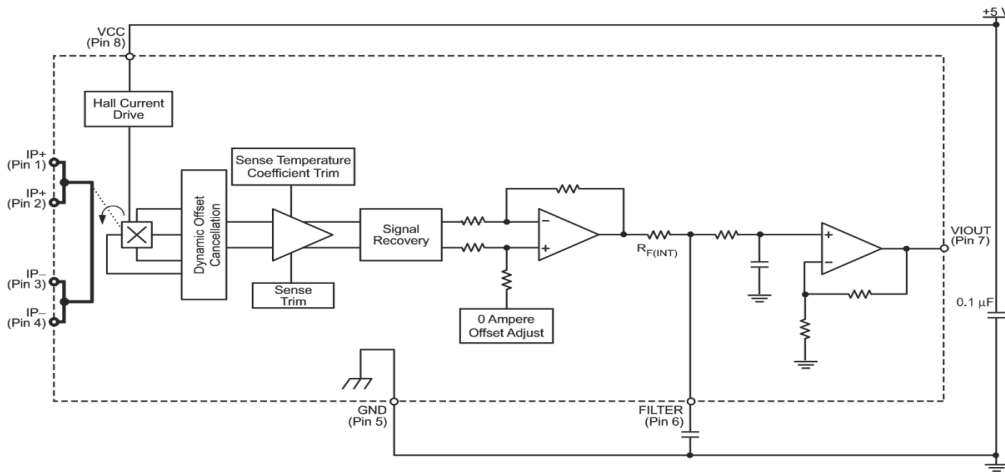 +5 V
VCC
(Pin 8)
Hall Current
Drive
IP+
(Pin 1)
IP+
(Pin 2)
IP−
(Pin 3)
IP−
(Pin 4)
Dynamic Offset
Cancellation
Sense Temperature
Coefficient Trim
Sense
Trim
Signal
Recovery
0 Ampere
Offset Adjust
−
+
RF(INT)
+
−
VIOUT
(Pin 7)
0.1 µF
GND
(Pin 5)
FILTER
(Pin 6)